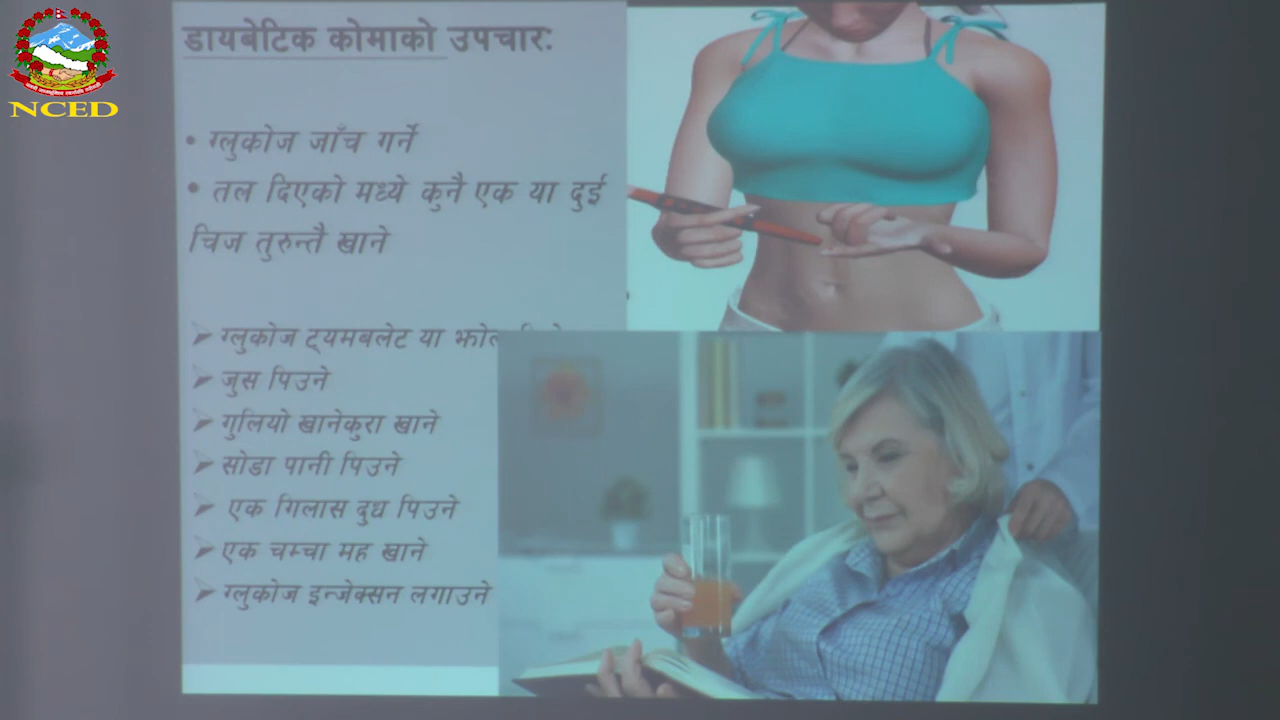 NCED
डायबेटिक कोमाको उपचारः
• ग्लुकोज जाँच गर्ने
• तल दिएको मध्ये कुनै एक या दुई
चिज तुरुन्तै खाने
➢ ग्लुकोज ट्यमबलेट या झोल
➢ जुस पिउने
➢ गुलियो खानेकुरा खाने
➢ सोडा पानी पिउने
➢ एक गिलास दुध पिउने
➢ एक चम्चा मह खाने
➢ ग्लुकोज इन्जेक्सन लगाउने